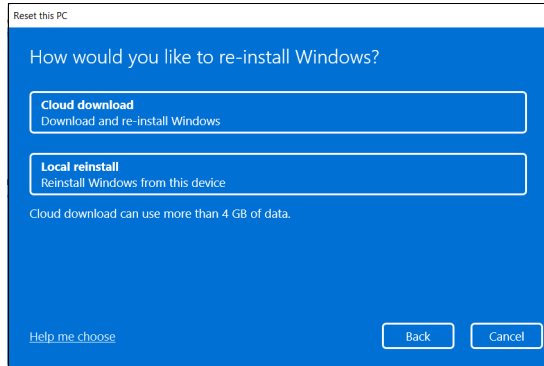 Reset this PC
How would you like to re-install Windows?
Cloud download
Download and re-install Windows
Local reinstall
Reinstall Windows from this device
Cloud download can use more than 4 GB of data.
Help me choose
Back
Cancel